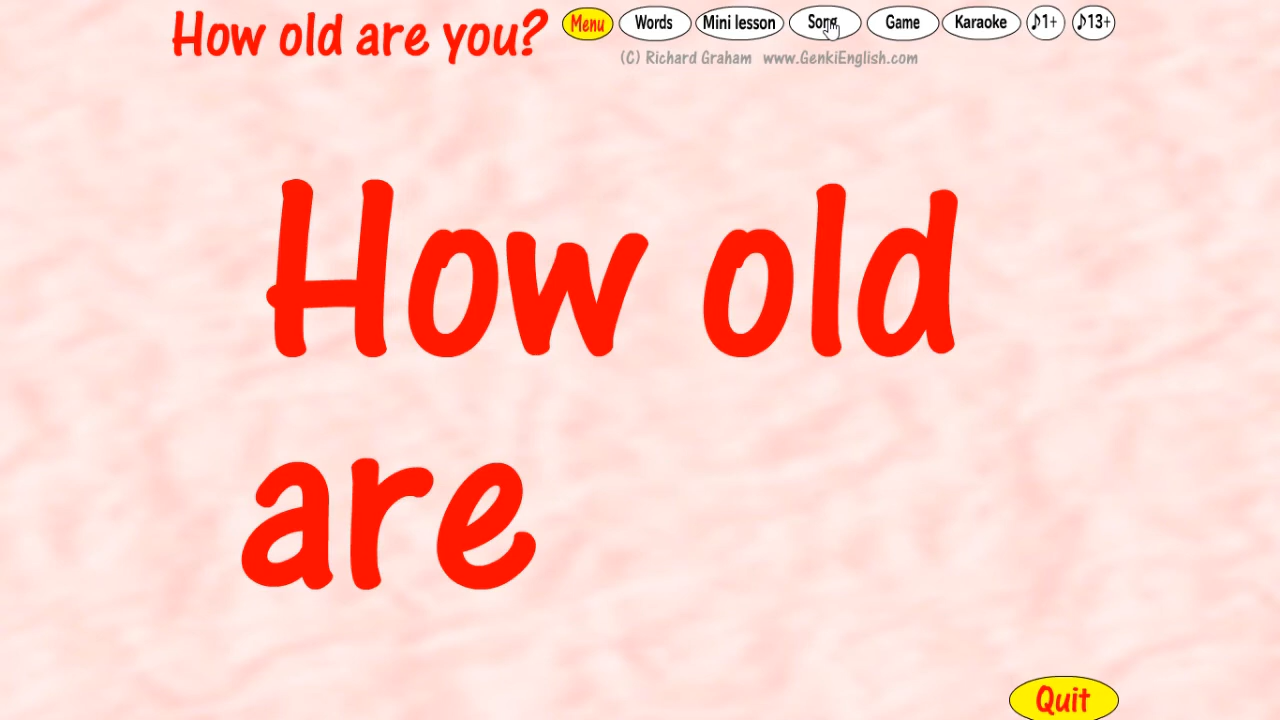 How old are you? Menu Words Mini lesson Song Game Karaoke ♪1+ ♪13+
(C) Richard Graham www.GenkiEnglish.com
How old
are
Quit